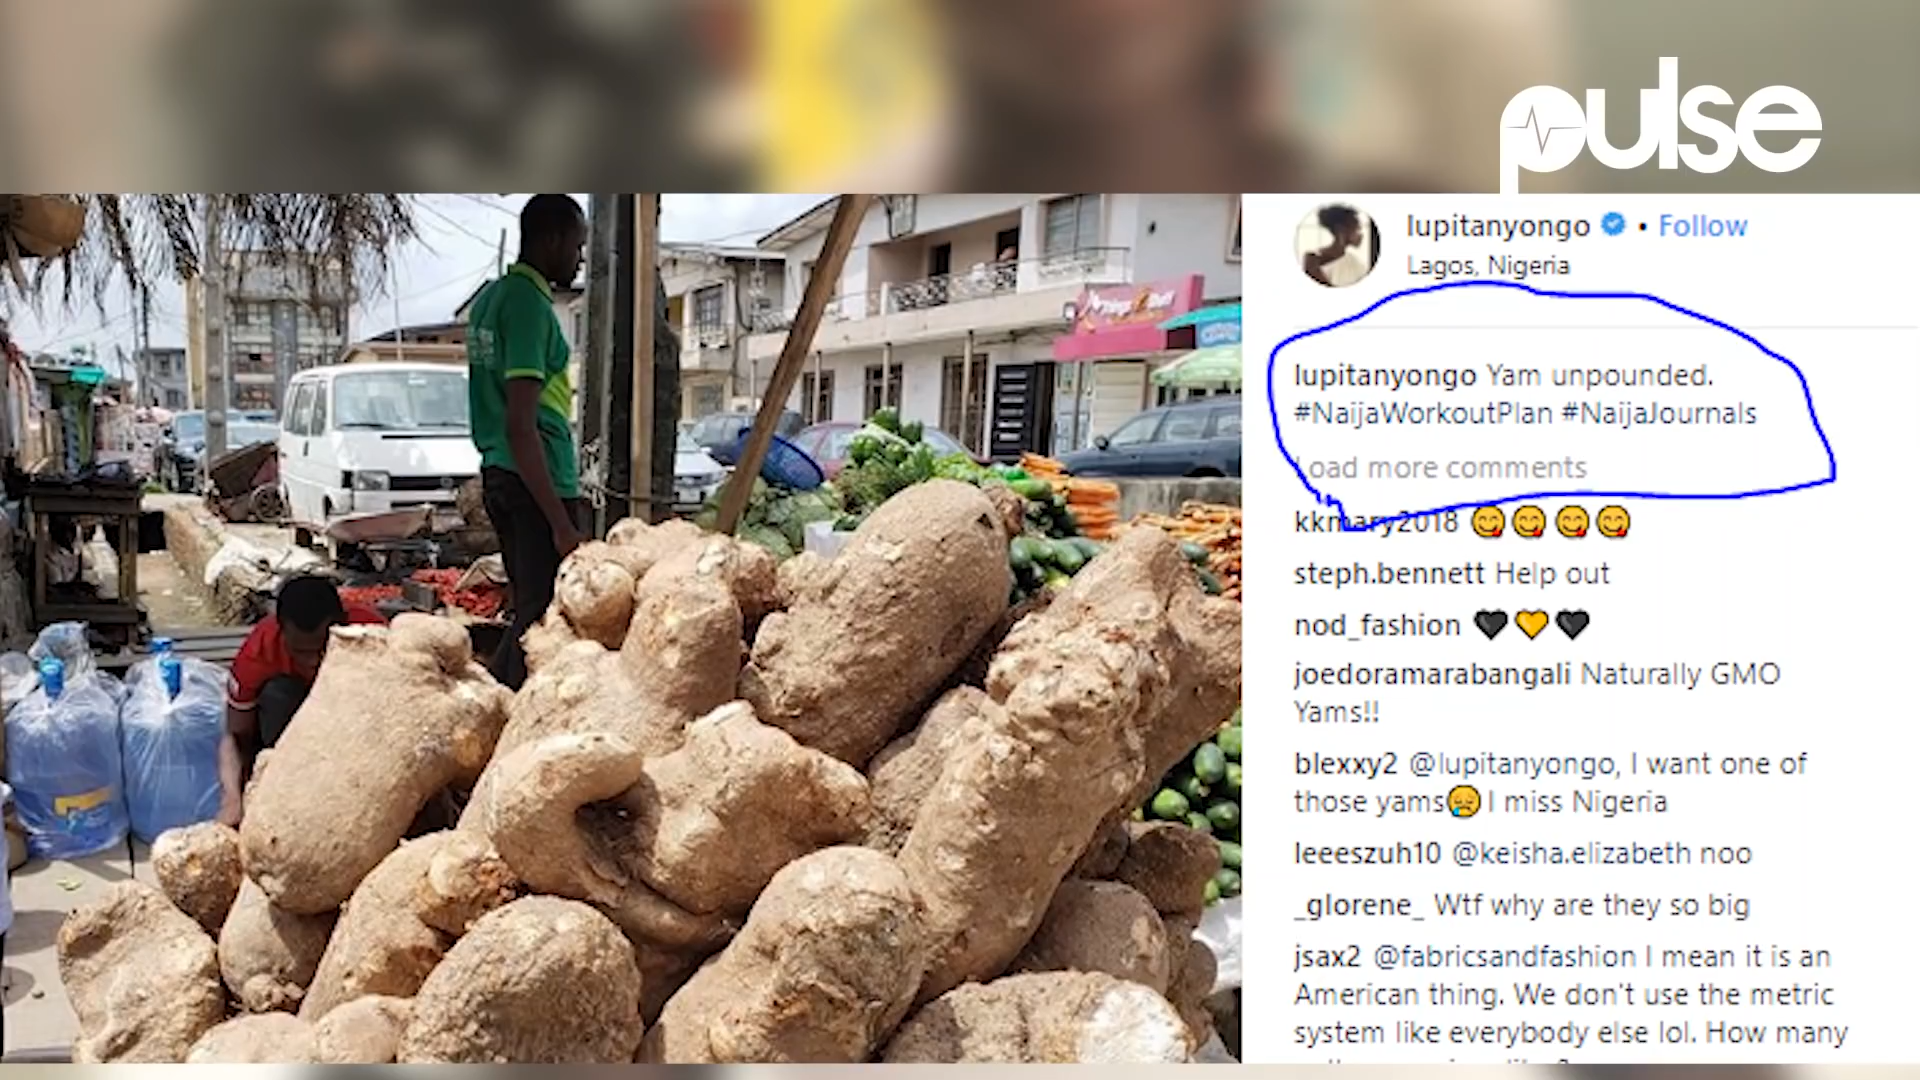 pulse
lupitanyongo • Follow
Lagos, Nigeria
lupitanyongo Yam unpounded.
#NaijaWorkoutPlan #NaijaJournals
Load more comments
kkmary2018 😋😋😋😋
steph.bennett Help out
nod_fashion 🖤💛🖤
joedoramarabangali Naturally GMO
Yams!!
blexxy2 @lupitanyongo, I want one of
those yams😥I miss Nigeria
leeeszuh10 @keisha.elizabeth noo
_glorene_ Wtf why are they so big
jsax2 @fabricsandfashion I mean it is an
American thing. We don't use the metric
system like everybody else lol. How many